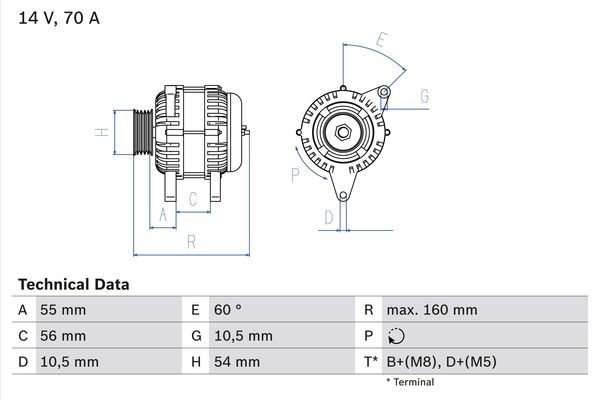 14 V, 70 A
E
G
H
P
A
C
D
R
Technical Data
A 55 mm E 60 º R max. 160 mm
C 56 mm G 10,5 mm P
D 10,5 mm H 54 mm T* B+(M8), D+(M5)
* Terminal